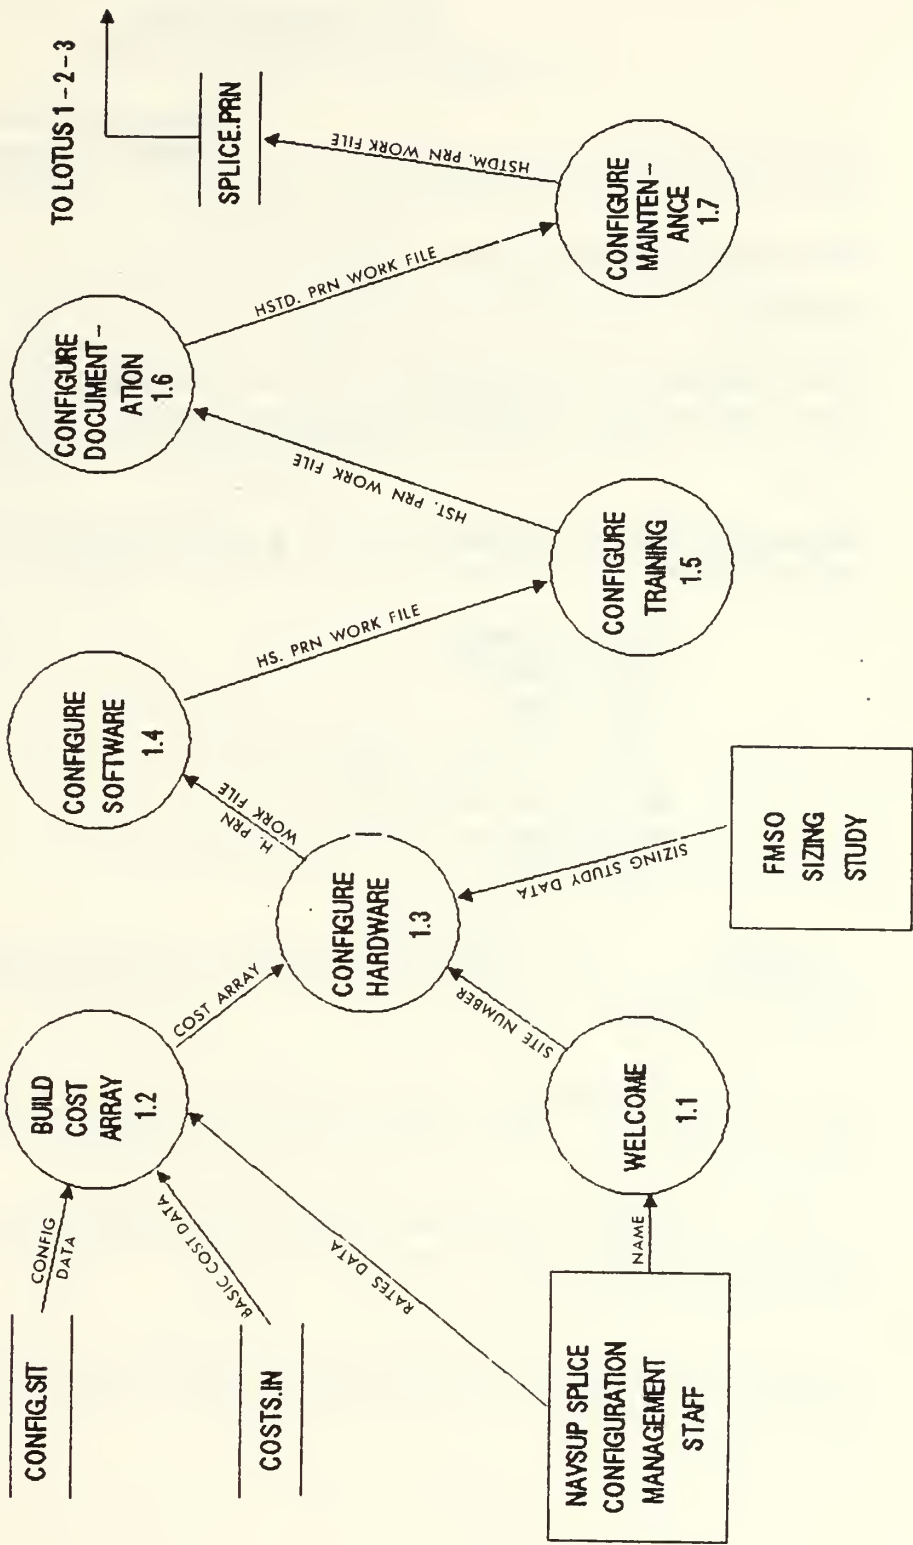 CONFIG.SIT
CONFIG
DATA
COSTS.IN
BASIC COST DATA
BUILD
COST
ARRAY
1.2
COST ARRAY
RATES DATA
NAVSUP SPLICE
CONFIGURATION
MANAGEMENT
STAFF
NAME
WELCOME
1.1
SITE NUMBER
CONFIGURE
HARDWARE
1.3
SIZING STUDY DATA
FMSO
SIZING
STUDY
H. PRN
WORK FILE
CONFIGURE
SOFTWARE
1.4
HS. PRN WORK FILE
CONFIGURE
TRAINING
1.5
HST. PRN WORK FILE
CONFIGURE
DOCUMENT-
ATION
1.6
HSTD. PRN WORK FILE
CONFIGURE
MAINTEN-
ANCE
1.7
HSTDM. PRN WORK FILE
SPLICE.PRN
TO LOTUS 1-2-3